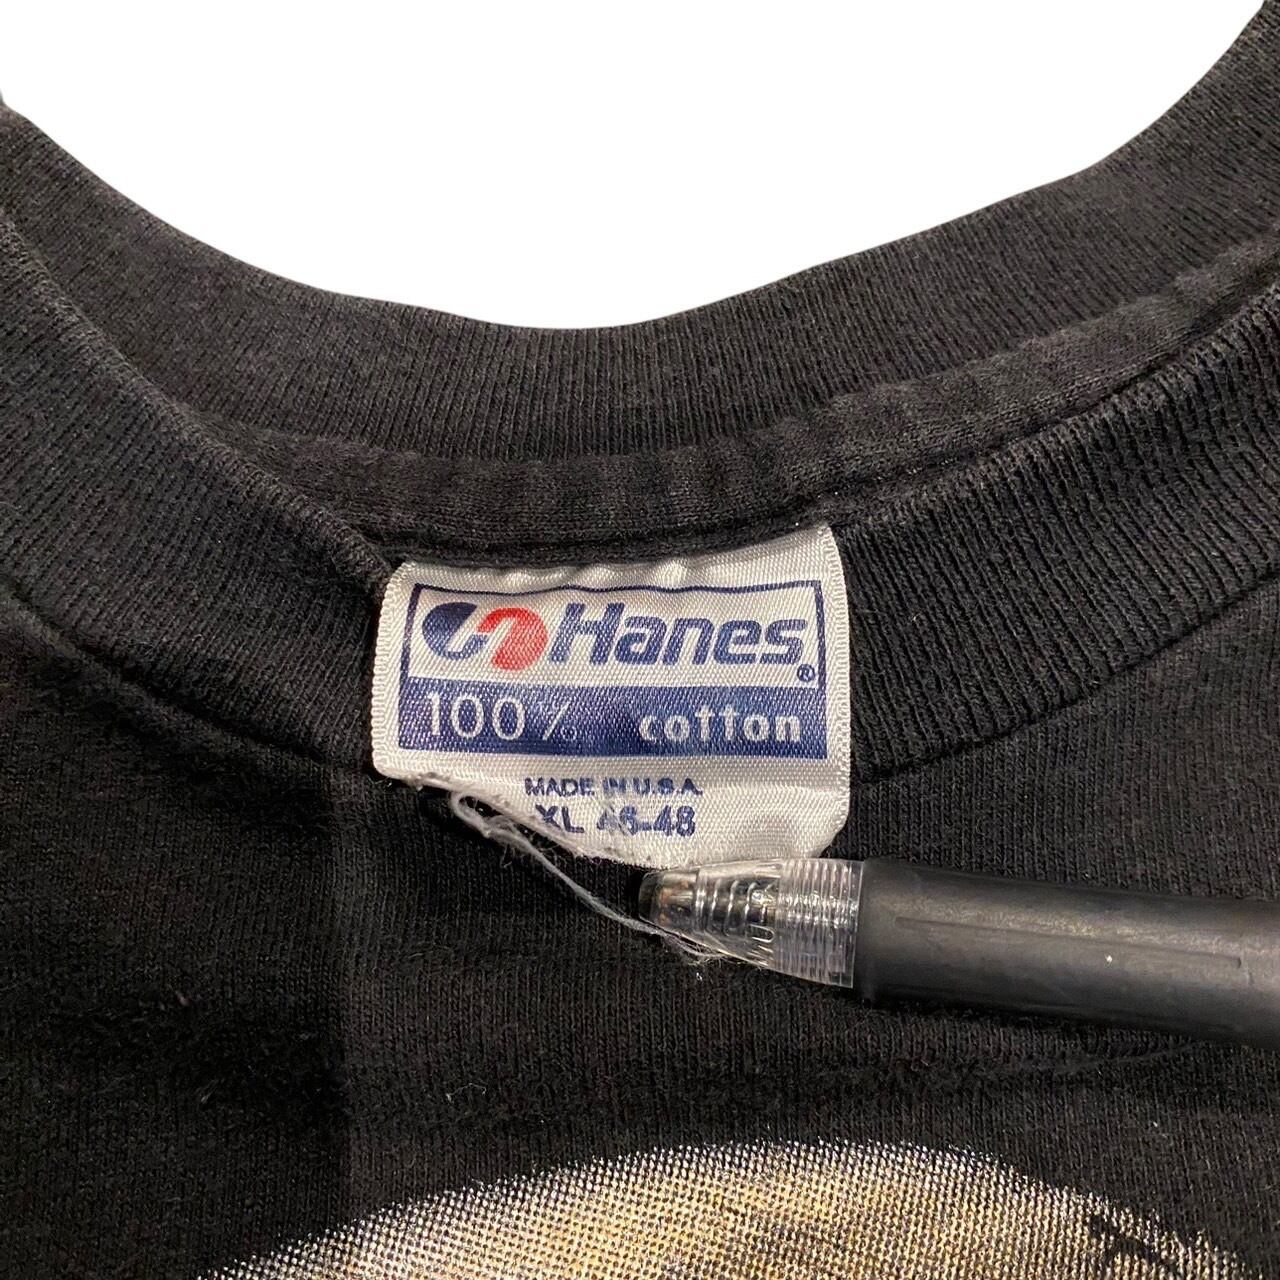 Hanes®
100% cotton
MADE IN U.S.A.
XL 46-48